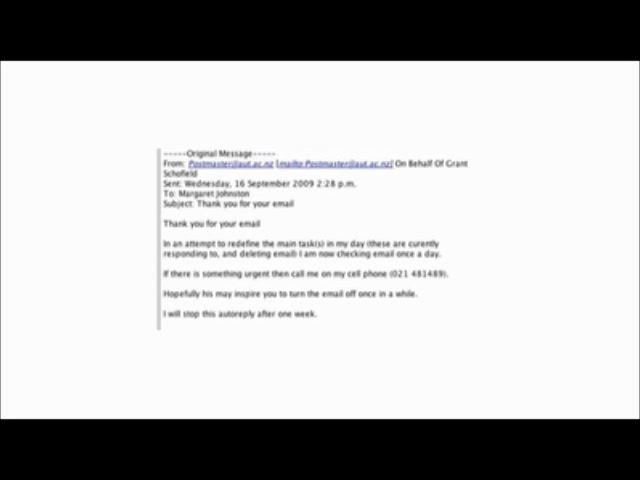 -----Original Message-----
From: Postmaster@aut.ac.nz [mailto:Postmaster@aut.ac.nz] On Behalf Of Grant
Schofield
Sent: Wednesday, 16 September 2009 2:28 p.m.
To: Margaret Johnston
Subject: Thank you for your email
Thank you for your email
In an attempt to redefine the main task(s) in my day (these are curently
responding to, and deleting email) I am now checking email once a day.
If there is something urgent then call me on my cell phone (021 481489).
Hopefully his may inspire you to turn the email off once in a while.
I will stop this autoreply after one week.